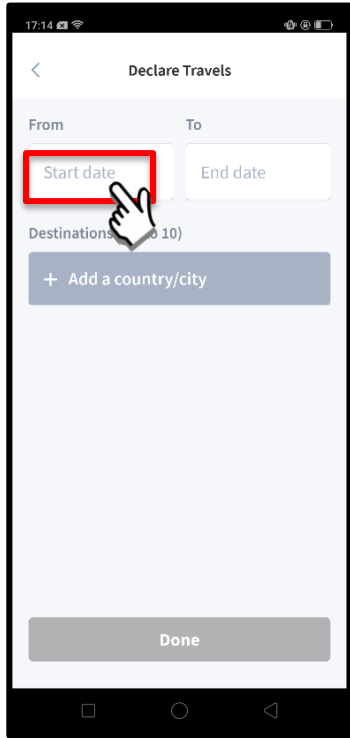 17:14
Declare Travels
From To
Start date End date
Destinations 10)
+ Add a country/city
Done